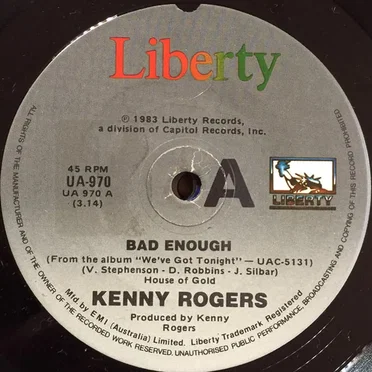 Liberty
℗ 1983 Liberty Records,
a division of Capitol Records, Inc.
45 RPM
UA-970
UA 970 A
(3.14)
A
LIBERTY
BAD ENOUGH
(From the album "We've Got Tonight" — UAC-5131)
(V. Stephenson - D. Robbins - J. Silbar)
House of Gold
KENNY ROGERS
Produced by Kenny
Rogers
Mfd by EMI (Australia) Limited. Liberty Trademark Registered
ALL RIGHTS OF THE MANUFACTURER AND OF THE OWNER OF THE RECORDED WORK RESERVED. UNAUTHORISED PUBLIC PERFORMANCE, BROADCASTING AND COPYING OF THIS RECORD PROHIBITED